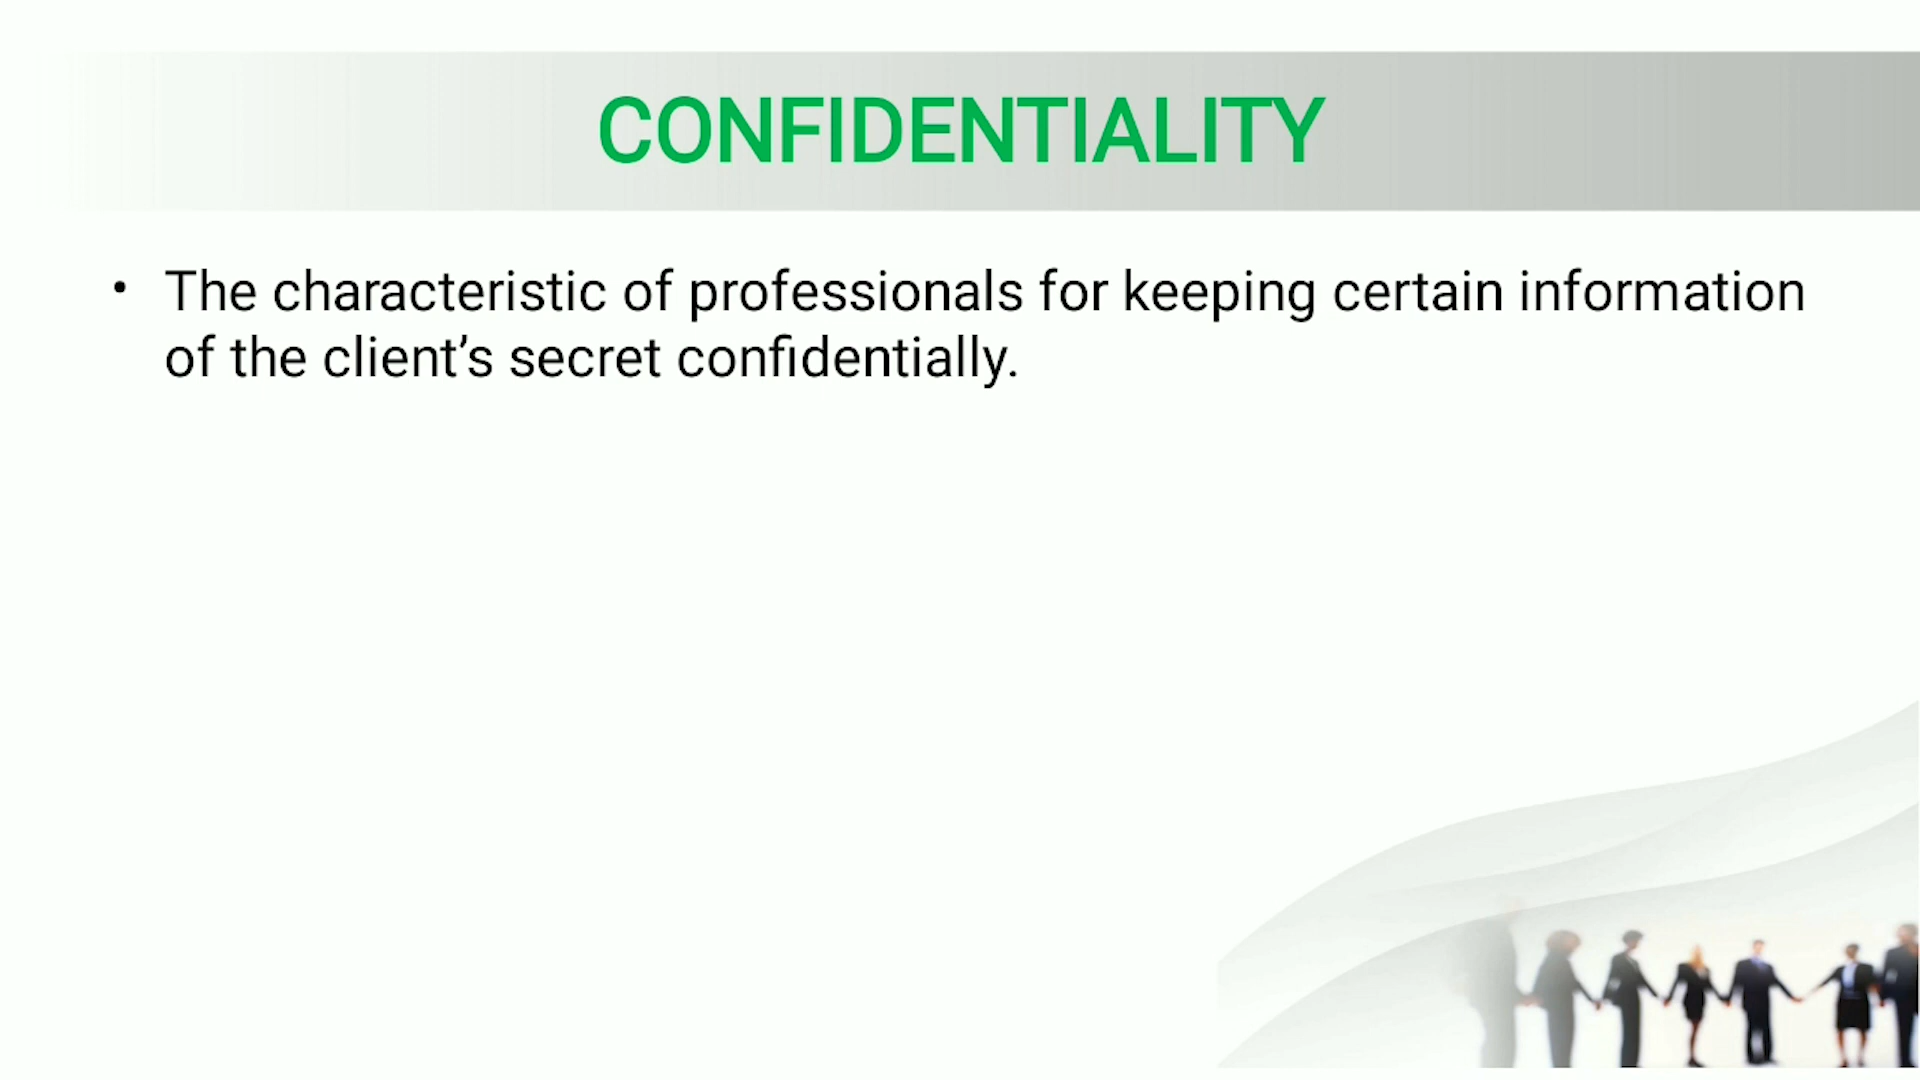 CONFIDENTIALITY
• The characteristic of professionals for keeping certain information
of the client’s secret confidentially.